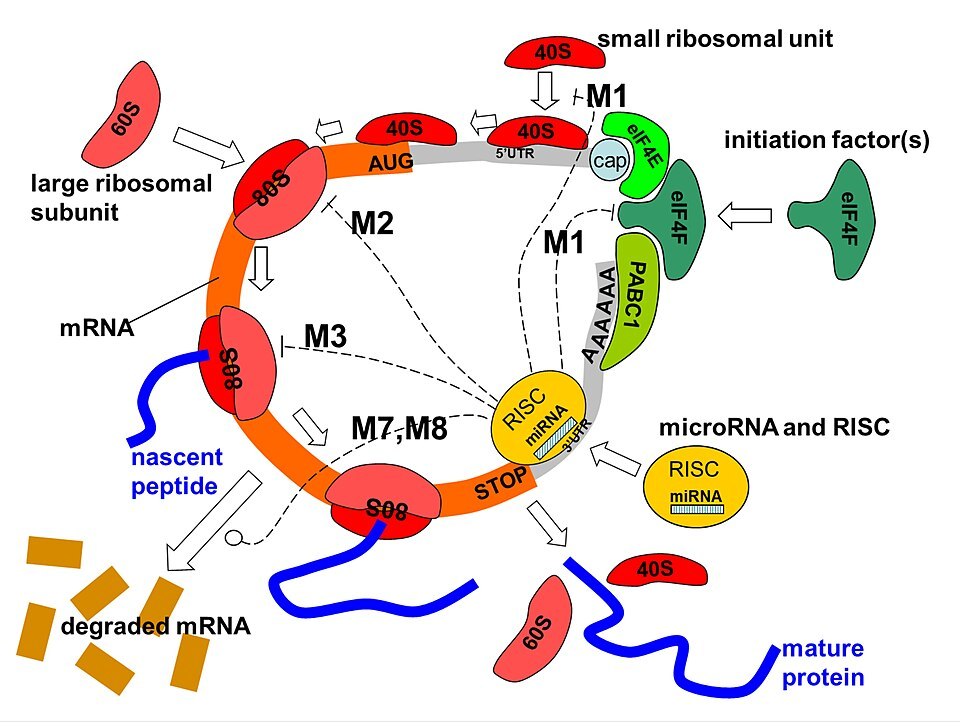 40S
small ribosomal unit
M1
60S
40S
40S
5'UTR
AUG
cap
eIF4E
initiation factor(s)
large ribosomal
subunit
80S
M2
M1
eIF4F
eIF4F
mRNA
M3
80S
AAAAAA
PABC1
nascent
peptide
M7,M8
RISC
miRNA
3'UTR
microRNA and RISC
RISC
miRNA
STOP
80S
degraded mRNA
40S
60S
mature
protein